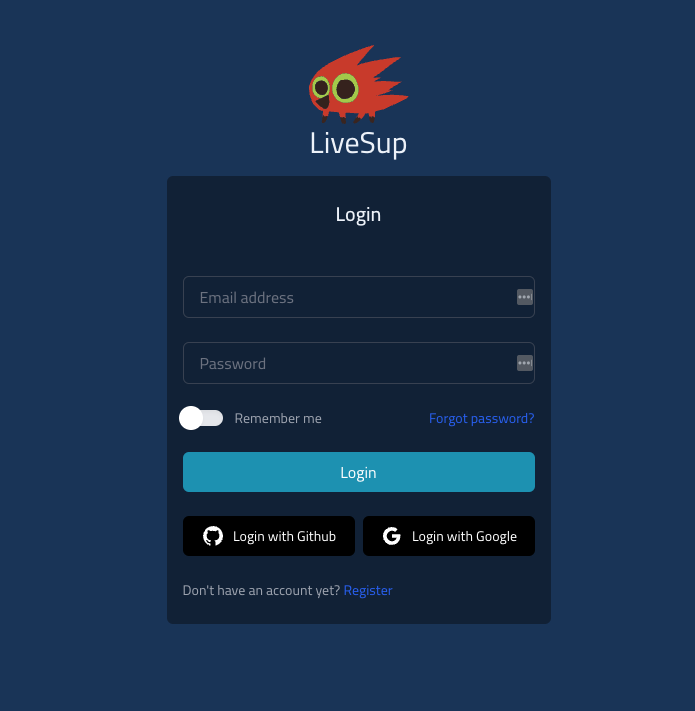 LiveSup
Login
Email address
Password
Remember me
Forgot password?
Login
Login with Github
Login with Google
Don't have an account yet? Register